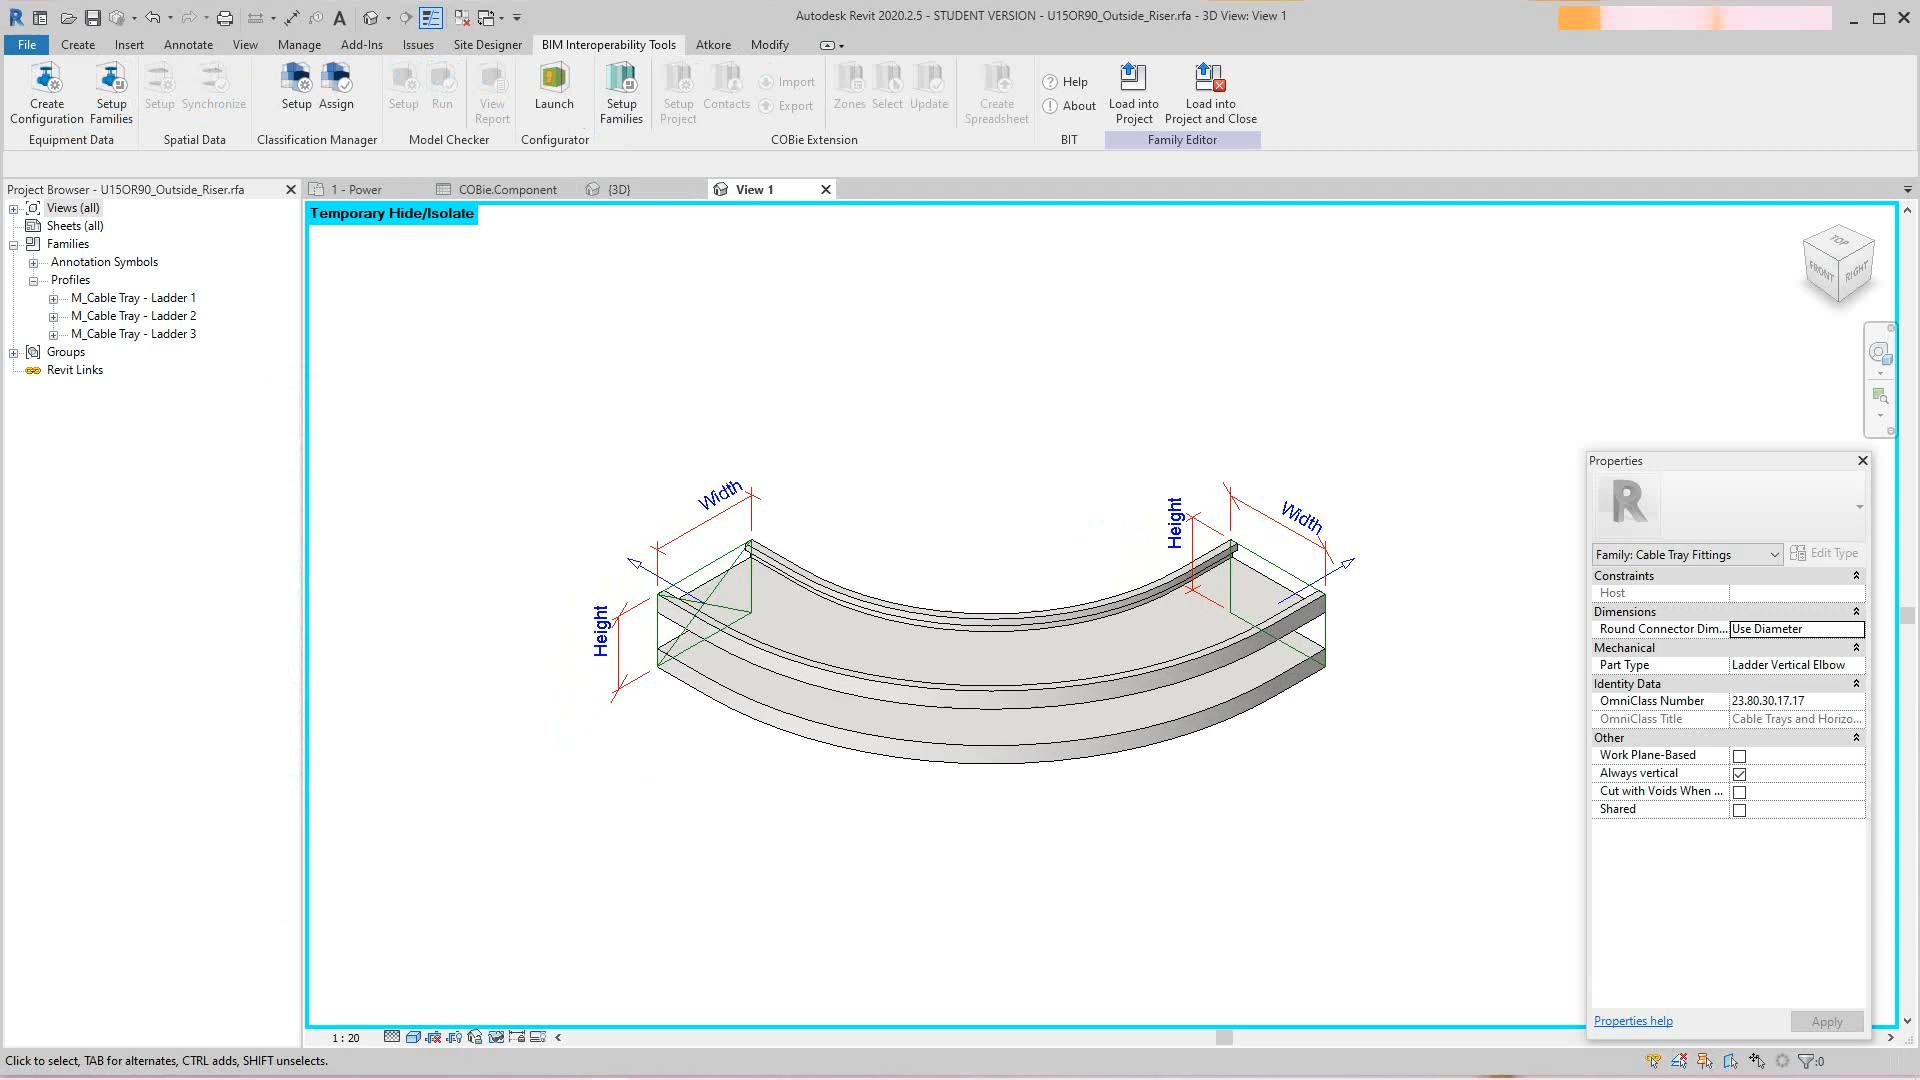 Autodesk Revit 2020.2.5 - STUDENT VERSION - U15OR90_Outside_Riser.rfa - 3D View: View 1
File Create Insert Annotate View Manage Add-Ins Issues Site Designer BIM Interoperability Tools Atkore Modify
Create Configuration
Setup Families
Setup
Synchronize
Setup
Assign
Setup
Run
View Report
Launch
Setup Families
Setup Project
Contacts
Import
Export
Zones
Select
Update
Create Spreadsheet
Help
About
Load into Project
Load into Project and Close
Equipment Data Spatial Data Classification Manager Model Checker Configurator COBie Extension BIT Family Editor
Project Browser - U15OR90_Outside_Riser.rfa
1 - Power
COBie.Component
{3D}
View 1
Views (all)
Sheets (all)
Families
Annotation Symbols
Profiles
M_Cable Tray - Ladder 1
M_Cable Tray - Ladder 2
M_Cable Tray - Ladder 3
Groups
Revit Links
Temporary Hide/Isolate
TOP
FRONT
RIGHT
Width
Height
Width
Height
Properties
R
Family: Cable Tray Fittings
Edit Type
Constraints
Host
Dimensions
Round Connector Dim... Use Diameter
Mechanical
Part Type Ladder Vertical Elbow
Identity Data
OmniClass Number 23.80.30.17.17
OmniClass Title Cable Trays and Horizo...
Other
Work Plane-Based
Always vertical
Cut with Voids When ...
Shared
Properties help
Apply
1 : 20
Click to select, TAB for alternates, CTRL adds, SHIFT unselects.
:0